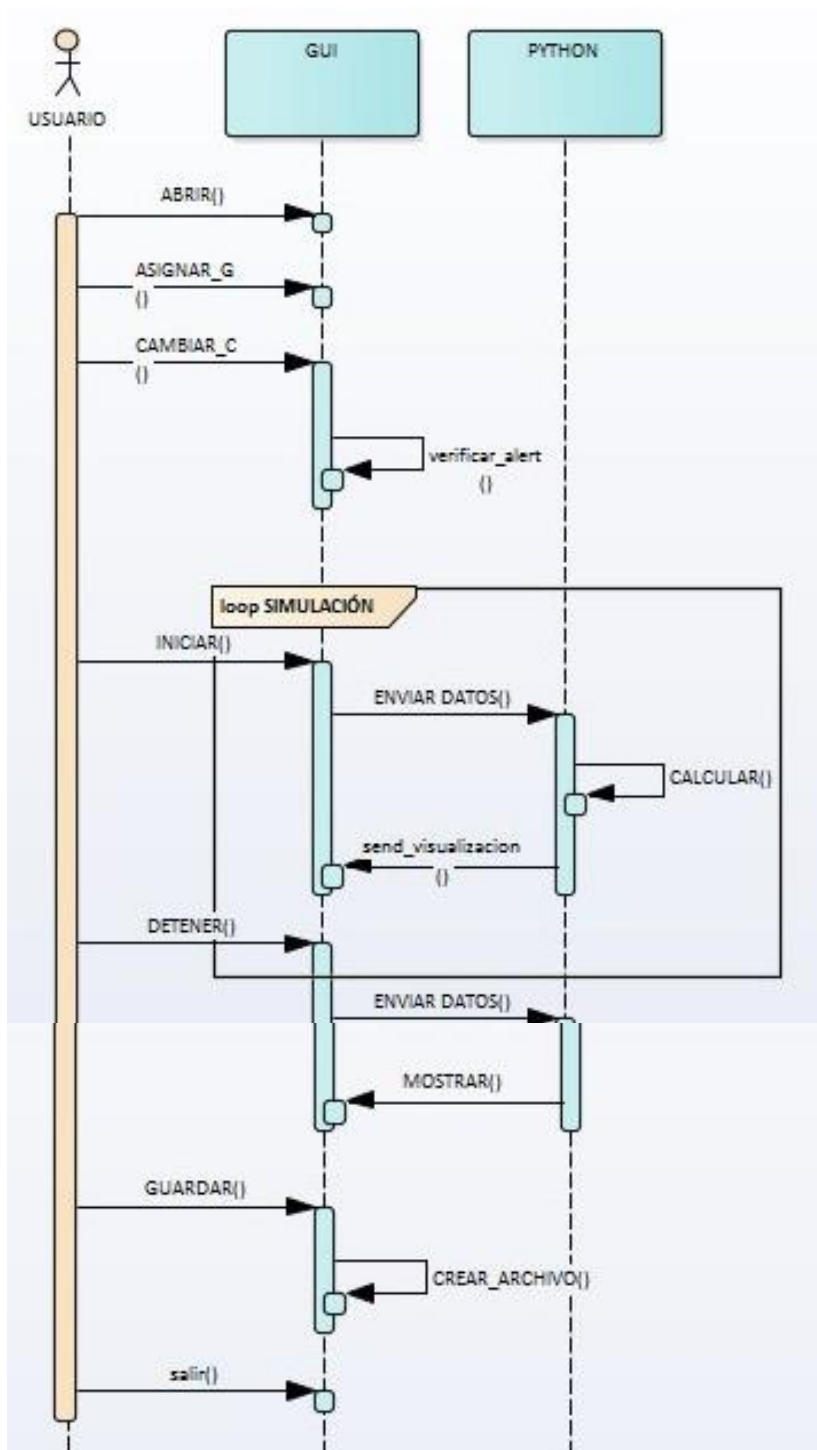 GUI
PYTHON
USUARIO
ABRIR()
ASIGNAR_G
()
CAMBIAR_C
()
verificar_alert
()
loop SIMULACIÓN
INICIAR()
ENVIAR DATOS()
CALCULAR()
send_visualizacion
()
DETENER()
ENVIAR DATOS()
MOSTRAR()
GUARDAR()
CREAR_ARCHIVO()
salir()